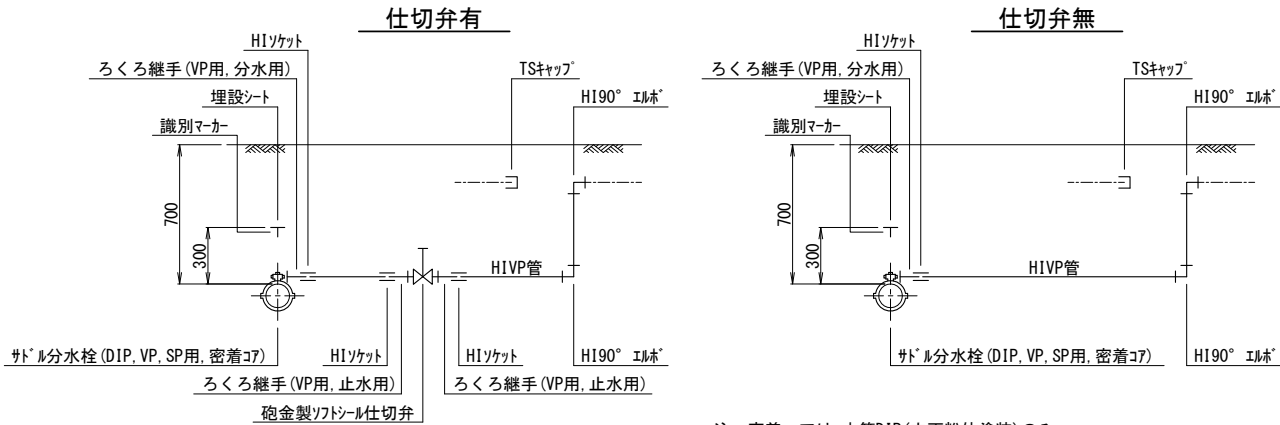 仕切弁有
HIソケット
ろくろ継手(VP用,分水用)
埋設シート
識別マーカー
TSキャップ
HI90° エルボ
700
300
HIVP管
サドル分水栓(DIP,VP,SP用,密着コア)
HIソケット
HIソケット
HI90° エルボ
ろくろ継手(VP用,止水用)
ろくろ継手(VP用,止水用)
砲金製ソフトシール仕切弁
仕切弁無
HIソケット
ろくろ継手(VP用,分水用)
埋設シート
識別マーカー
TSキャップ
HI90° エルボ
700
300
HIVP管
サドル分水栓(DIP,VP,SP用,密着コア)
HI90° エルボ